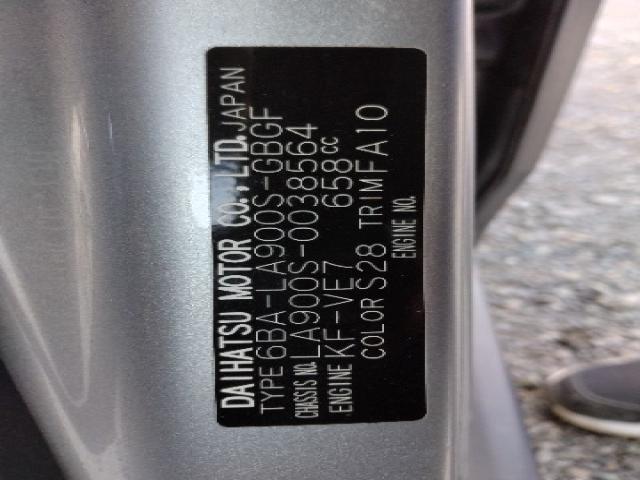 DAIHATSU MOTOR CO.,LTD.JAPAN
TYPE 6BA-LA900S-GBGF
CHASSIS NO. LA900S-0038564
ENGINE KF-VE7 658cc
COLOR S28 TRIM FA10
ENGINE NO.